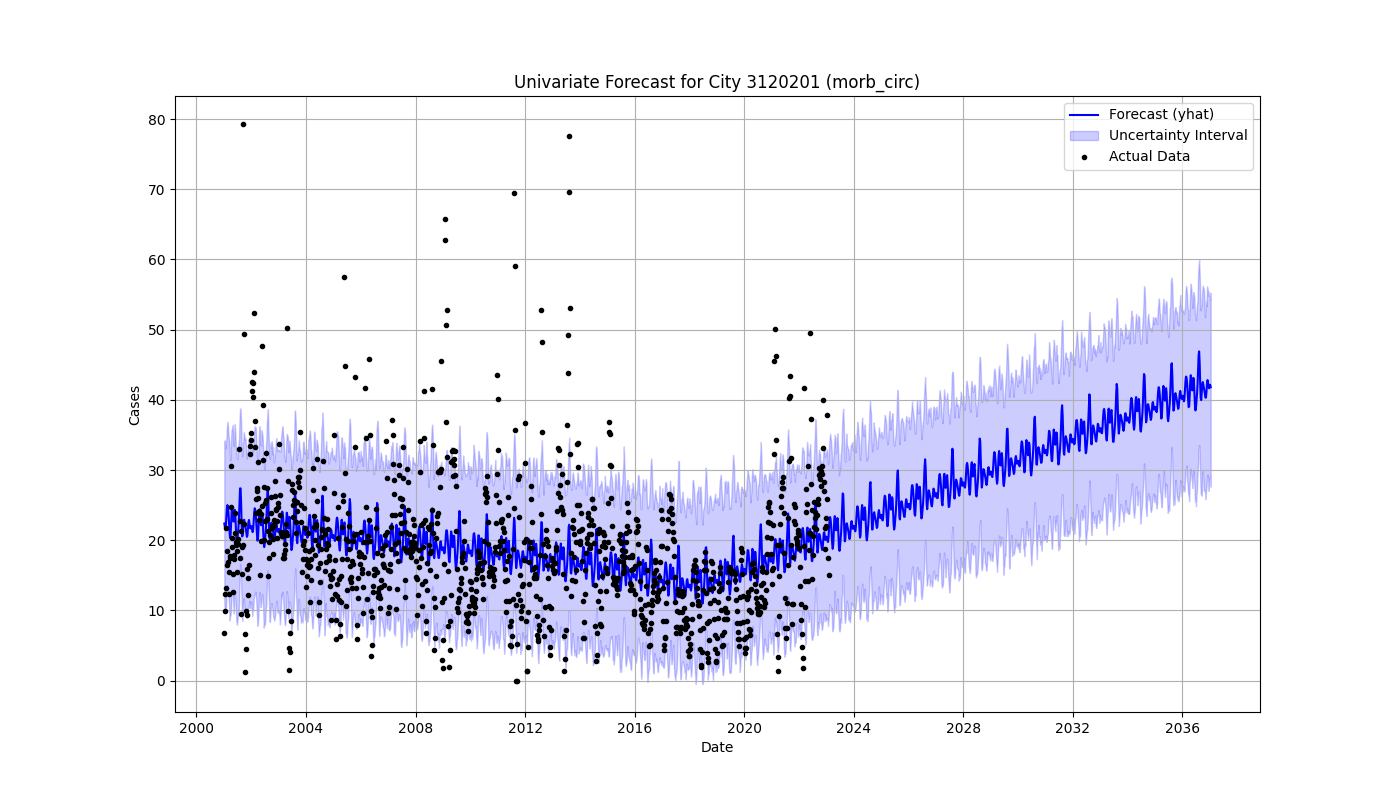 Univariate Forecast for City 3120201 (morb_circ)
Forecast (yhat)
Uncertainty Interval
Actual Data
Cases
80
70
60
50
40
30
20
10
0
2000 2004 2008 2012 2016 2020 2024 2028 2032 2036
Date